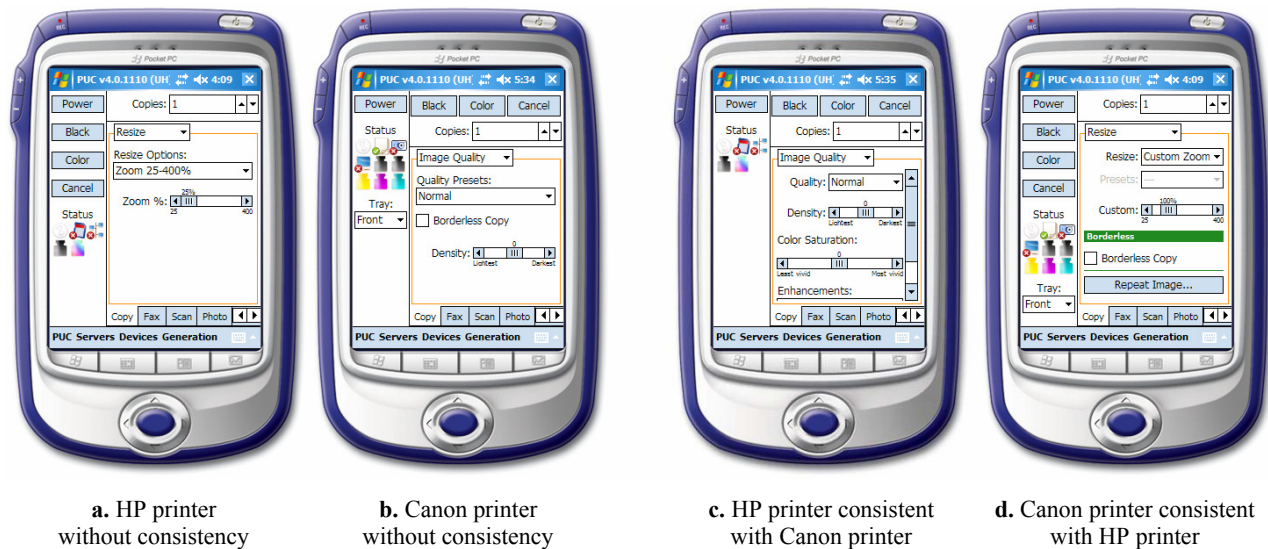 REC
Pocket PC
PUC v4.0.1110 (UH 4:09
Power
Copies: 1
Black
Resize
Color
Resize Options:
Zoom 25-400%
Cancel
25%
Zoom %:
25 400
Status
Copy Fax Scan Photo
PUC Servers Devices Generation
REC
Pocket PC
PUC v4.0.1110 (UH 5:34
Power
Black Color Cancel
Status
Copies: 1
Image Quality
Quality Presets:
Normal
Tray:
Front
Borderless Copy
0
Density:
Lightest Darkest
Copy Fax Scan Photo
PUC Servers Devices Generation
REC
Pocket PC
PUC v4.0.1110 (UH 5:35
Power
Black Color Cancel
Status
Copies: 1
Image Quality
Quality: Normal
0
Density:
Lightest Darkest
Color Saturation:
0
Least vivid Most vivid
Enhancements:
Copy Fax Scan Photo
PUC Servers Devices Generation
REC
Pocket PC
PUC v4.0.1110 (UH 4:09
Power
Copies: 1
Black
Resize
Color
Resize: Custom Zoom
Presets: ---
Cancel
100%
Custom:
25 400
Status
Borderless
Borderless Copy
Tray:
Front
Repeat Image...
Copy Fax Scan Photo
PUC Servers Devices Generation
a. HP printer
without consistency
b. Canon printer
without consistency
c. HP printer consistent
with Canon printer
d. Canon printer consistent
with HP printer